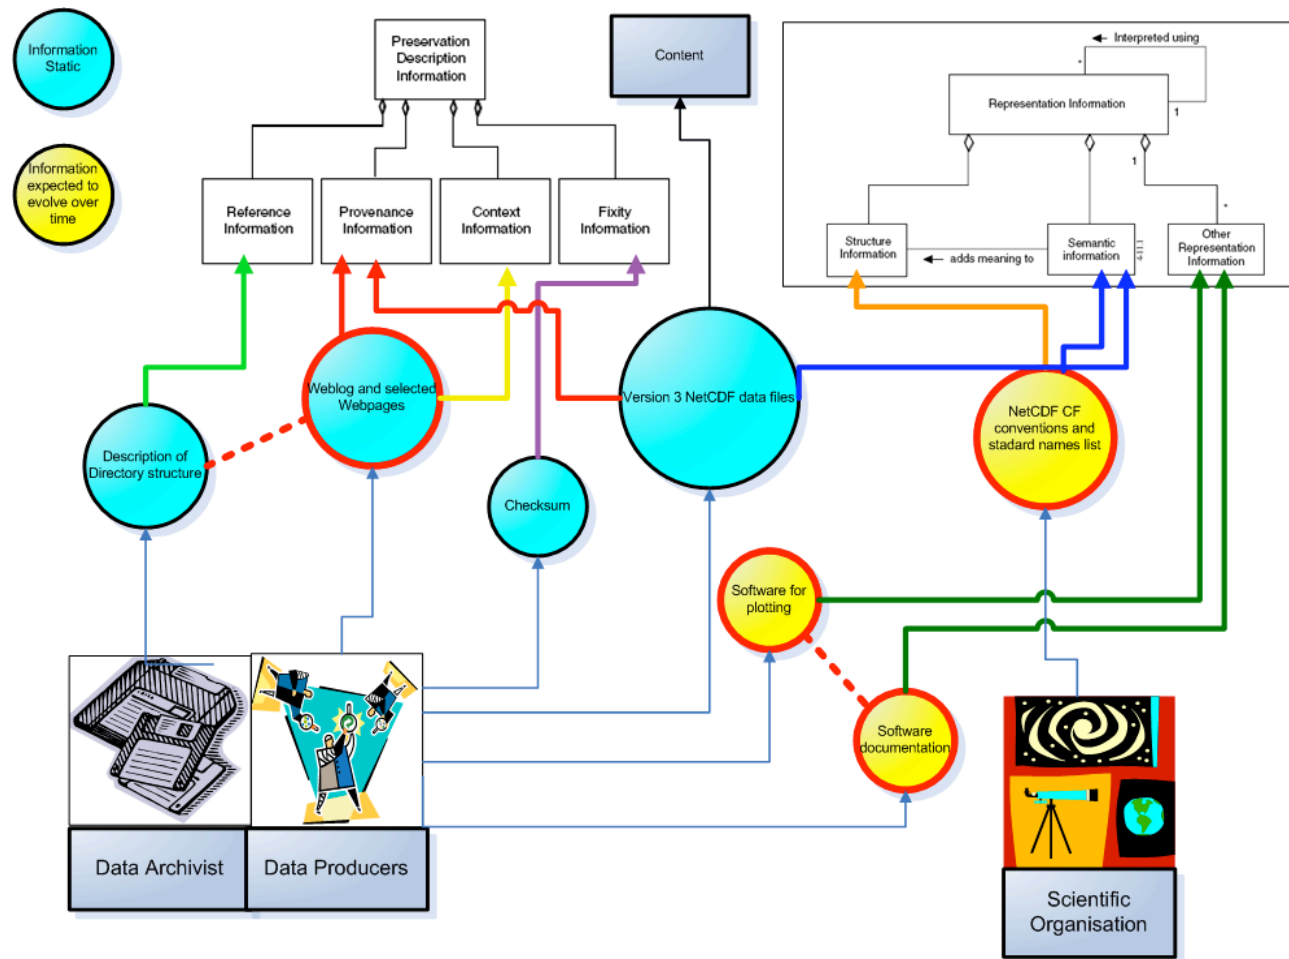 Information
Static
Information
expected to
evolve over
time
Preservation
Description
Information
Content
Interpreted using
*
Representation Information
1
1
*
Reference
Information
Provenance
Information
Context
Information
Fixity
Information
Structure
Information
adds meaning to
Semantic
information
Other
Representation
Information
Weblog and selected
Webpages
Version 3 NetCDF data files
NetCDF CF
conventions and
stadard names list
Description of
Directory structure
Checksum
Software for
plotting
Software
documentation
Data Archivist
Data Producers
Scientific
Organisation